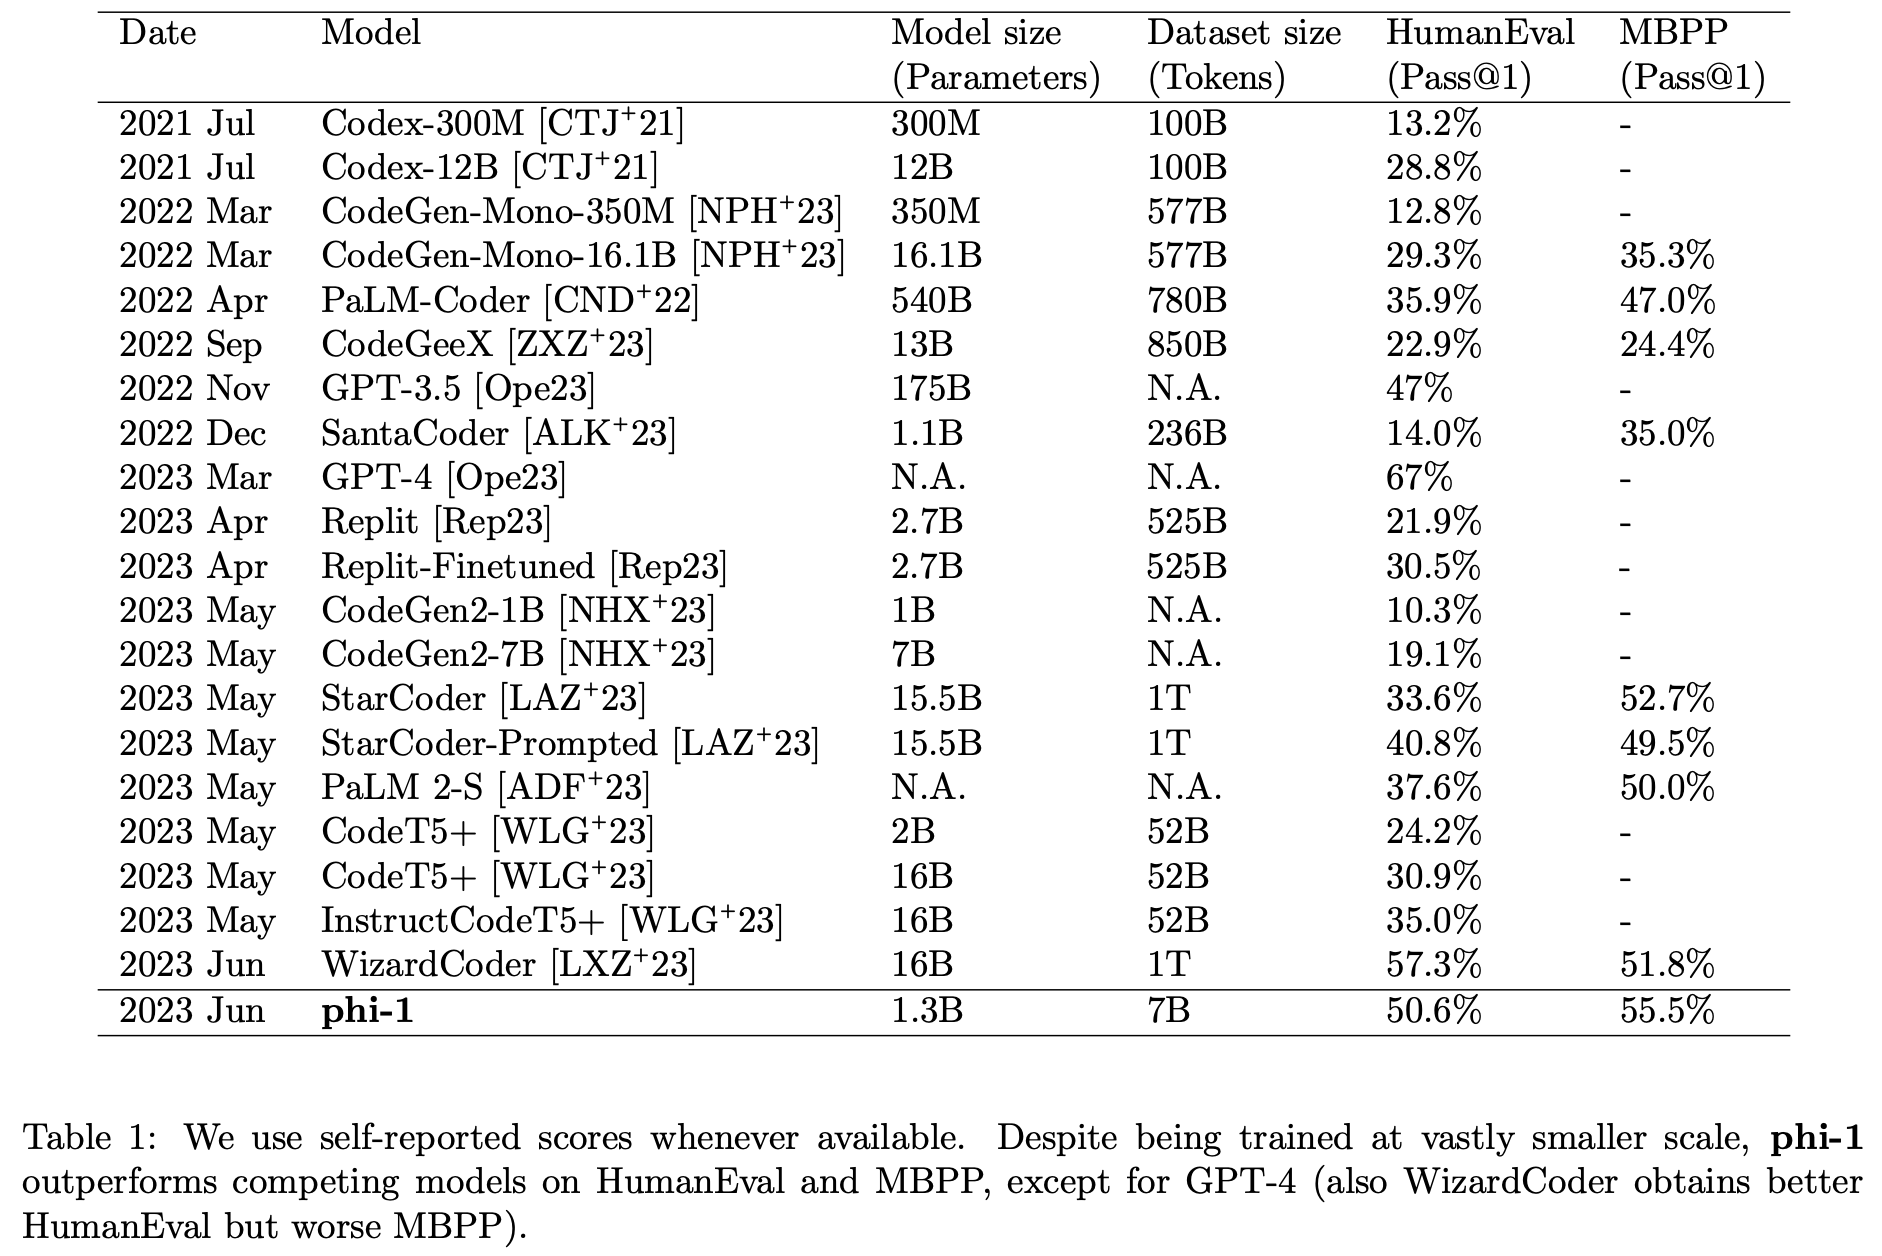 Date Model Model size Dataset size HumanEval MBPP
(Parameters) (Tokens) (Pass@1) (Pass@1)
2021 Jul Codex-300M [CTJ+21] 300M 100B 13.2% -
2021 Jul Codex-12B [CTJ+21] 12B 100B 28.8% -
2022 Mar CodeGen-Mono-350M [NPH+23] 350M 577B 12.8% -
2022 Mar CodeGen-Mono-16.1B [NPH+23] 16.1B 577B 29.3% 35.3%
2022 Apr PaLM-Coder [CND+22] 540B 780B 35.9% 47.0%
2022 Sep CodeGeeX [ZXZ+23] 13B 850B 22.9% 24.4%
2022 Nov GPT-3.5 [Ope23] 175B N.A. 47% -
2022 Dec SantaCoder [ALK+23] 1.1B 236B 14.0% 35.0%
2023 Mar GPT-4 [Ope23] N.A. N.A. 67% -
2023 Apr Replit [Rep23] 2.7B 525B 21.9% -
2023 Apr Replit-Finetuned [Rep23] 2.7B 525B 30.5% -
2023 May CodeGen2-1B [NHX+23] 1B N.A. 10.3% -
2023 May CodeGen2-7B [NHX+23] 7B N.A. 19.1% -
2023 May StarCoder [LAZ+23] 15.5B 1T 33.6% 52.7%
2023 May StarCoder-Prompted [LAZ+23] 15.5B 1T 40.8% 49.5%
2023 May PaLM 2-S [ADF+23] N.A. N.A. 37.6% 50.0%
2023 May CodeT5+ [WLG+23] 2B 52B 24.2% -
2023 May CodeT5+ [WLG+23] 16B 52B 30.9% -
2023 May InstructCodeT5+ [WLG+23] 16B 52B 35.0% -
2023 Jun WizardCoder [LXZ+23] 16B 1T 57.3% 51.8%
2023 Jun phi-1 1.3B 7B 50.6% 55.5%
Table 1: We use self-reported scores whenever available. Despite being trained at vastly smaller scale, phi-1
outperforms competing models on HumanEval and MBPP, except for GPT-4 (also WizardCoder obtains better
HumanEval but worse MBPP).